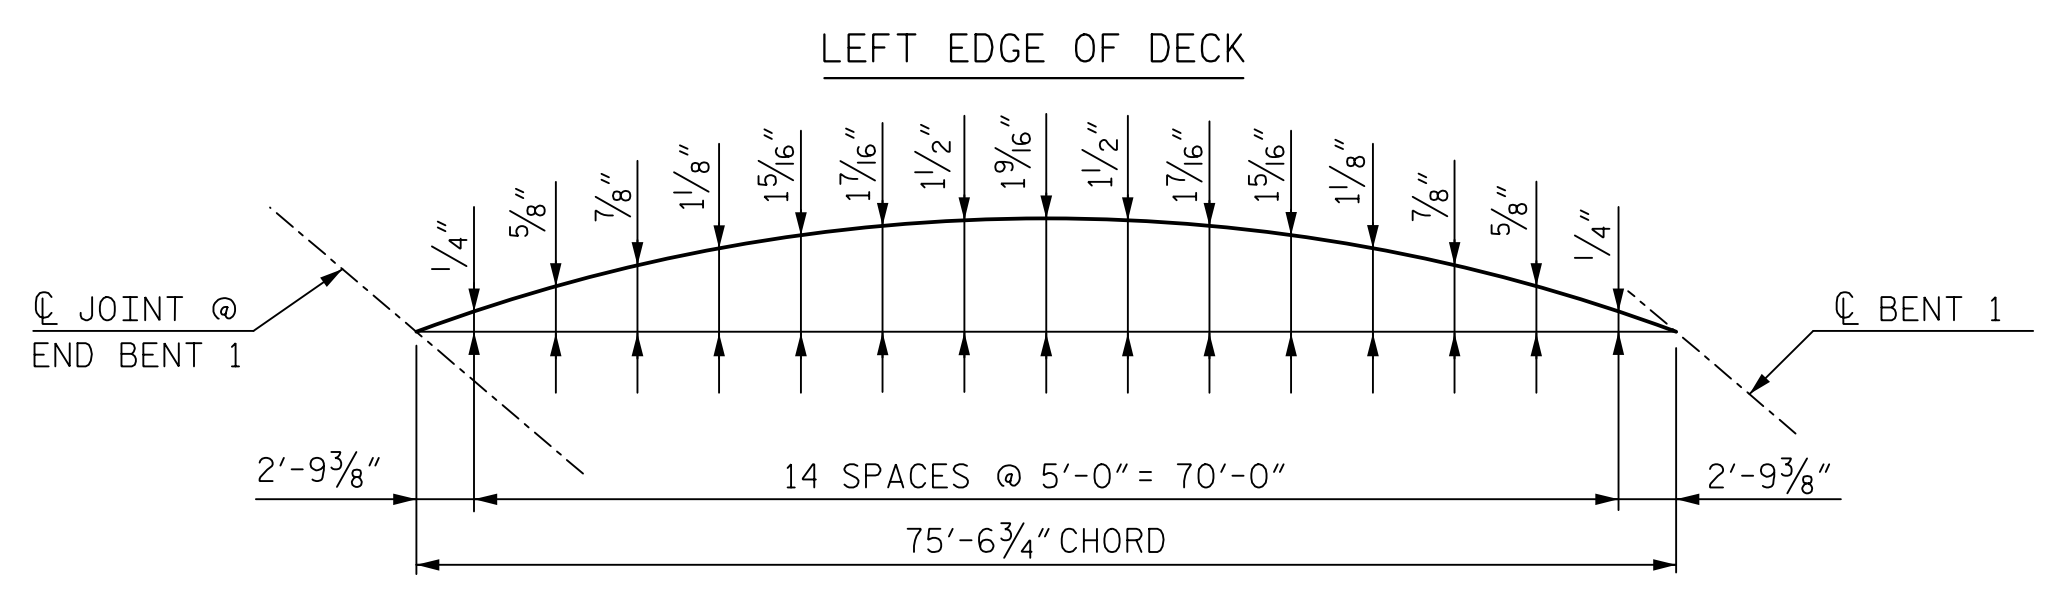 LEFT EDGE OF DECK
1/4" 5/8" 7/8" 1 1/8" 1 5/16" 1 7/16" 1 1/2" 1 9/16" 1 1/2" 1 7/16" 1 5/16" 1 1/8" 7/8" 5/8" 1/4"
℄ JOINT @
END BENT 1
℄ BENT 1
2'-9 3/8" 14 SPACES @ 5'-0" = 70'-0" 2'-9 3/8"
75'-6 3/4" CHORD